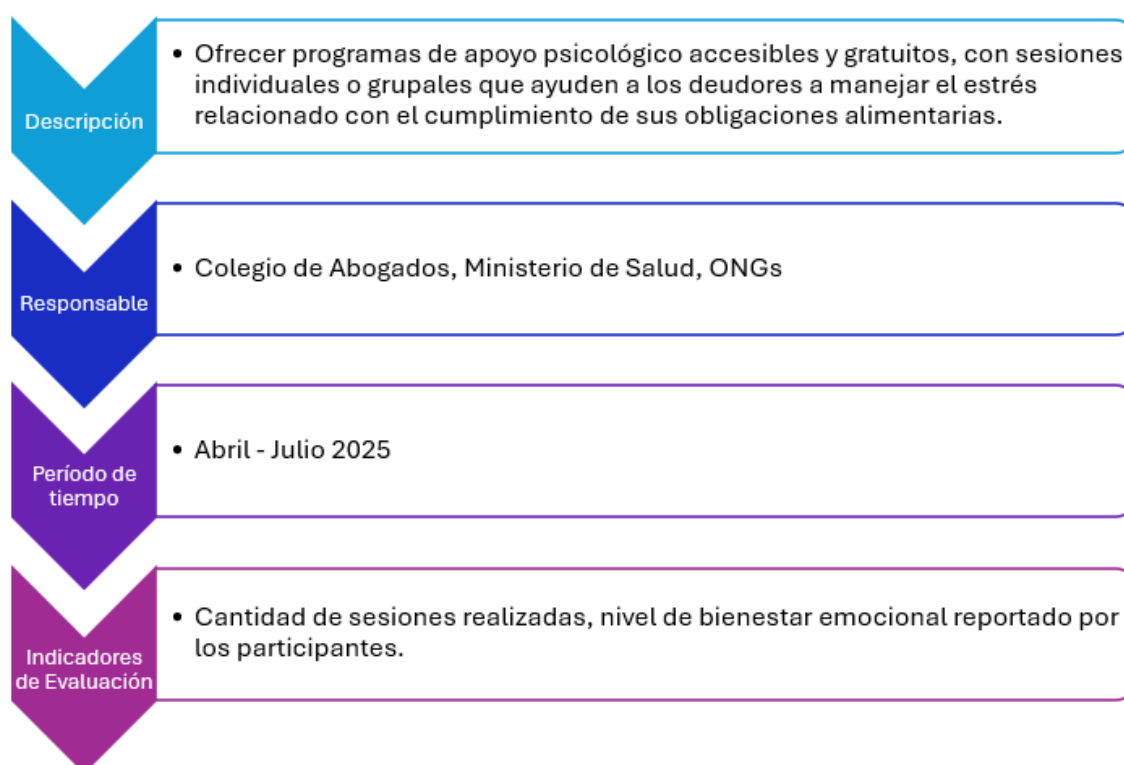 Descripción
• Ofrecer programas de apoyo psicológico accesibles y gratuitos, con sesiones
individuales o grupales que ayuden a los deudores a manejar el estrés
relacionado con el cumplimiento de sus obligaciones alimentarias.
Responsable
• Colegio de Abogados, Ministerio de Salud, ONGs
Período de
tiempo
• Abril - Julio 2025
Indicadores
de Evaluación
• Cantidad de sesiones realizadas, nivel de bienestar emocional reportado por
los participantes.